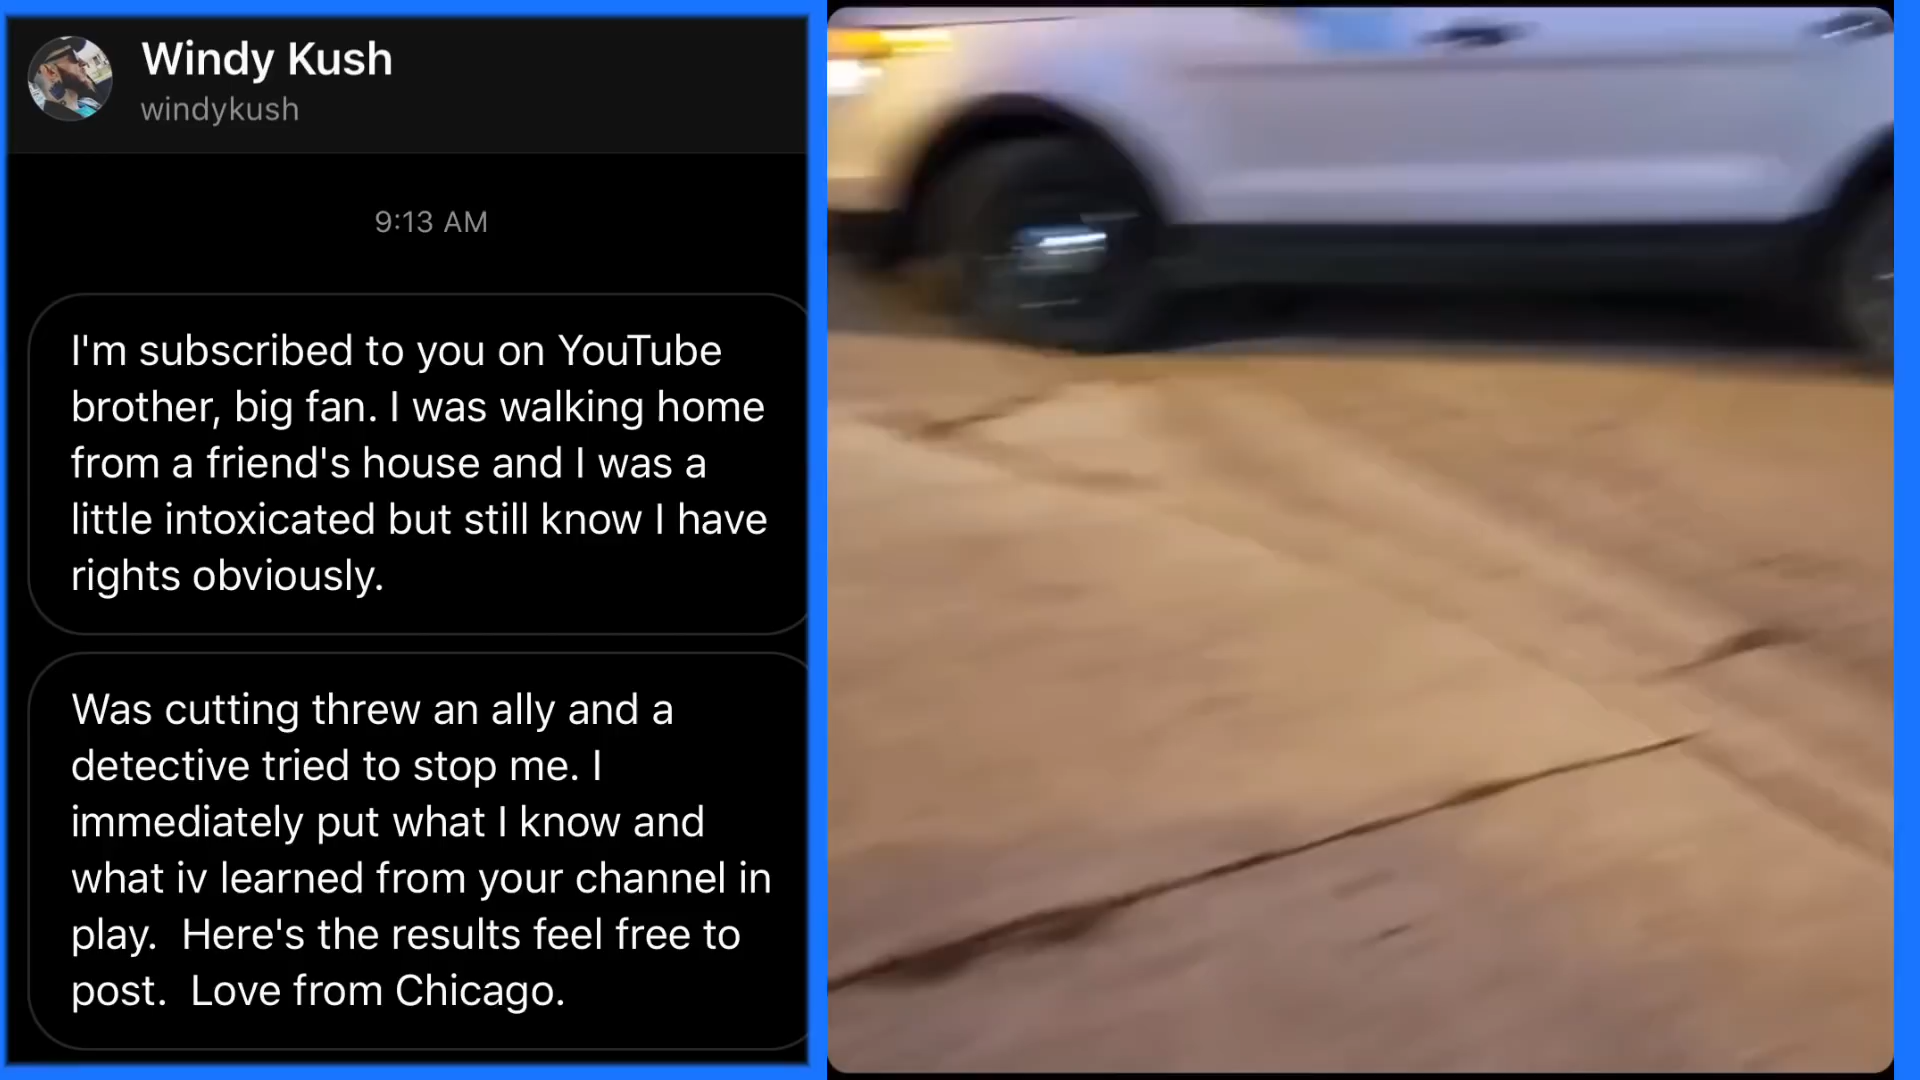 Windy Kush
windykush
9:13 AM
I'm subscribed to you on YouTube
brother, big fan. I was walking home
from a friend's house and I was a
little intoxicated but still know I have
rights obviously.
Was cutting threw an ally and a
detective tried to stop me. I
immediately put what I know and
what iv learned from your channel in
play.  Here's the results feel free to
post.  Love from Chicago.